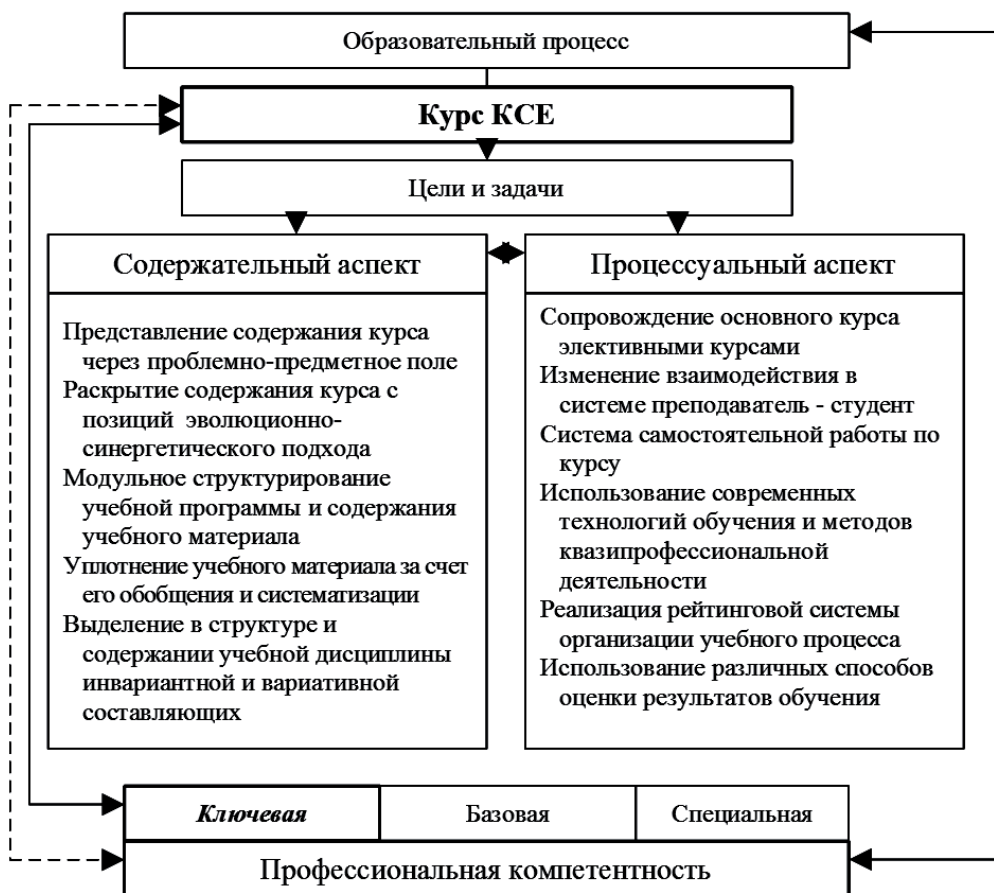 Образовательный процесс
Курс КСЕ
Цели и задачи
Содержательный аспект
Представление содержания курса
через проблемно-предметное поле
Раскрытие содержания курса с
позиций эволюционно-
синергетического подхода
Модульное структурирование
учебной программы и содержания
учебного материала
Уплотнение учебного материала за счет
его обобщения и систематизации
Выделение в структуре и
содержании учебной дисциплины
инвариантной и вариативной
составляющих
Процессуальный аспект
Сопровождение основного курса
элективными курсами
Изменение взаимодействия в
системе преподаватель - студент
Система самостоятельной работы по
курсу
Использование современных
технологий обучения и методов
квазипрофессиональной
деятельности
Реализация рейтинговой системы
организации учебного процесса
Использование различных способов
оценки результатов обучения
Ключевая
Базовая
Специальная
Профессиональная компетентность